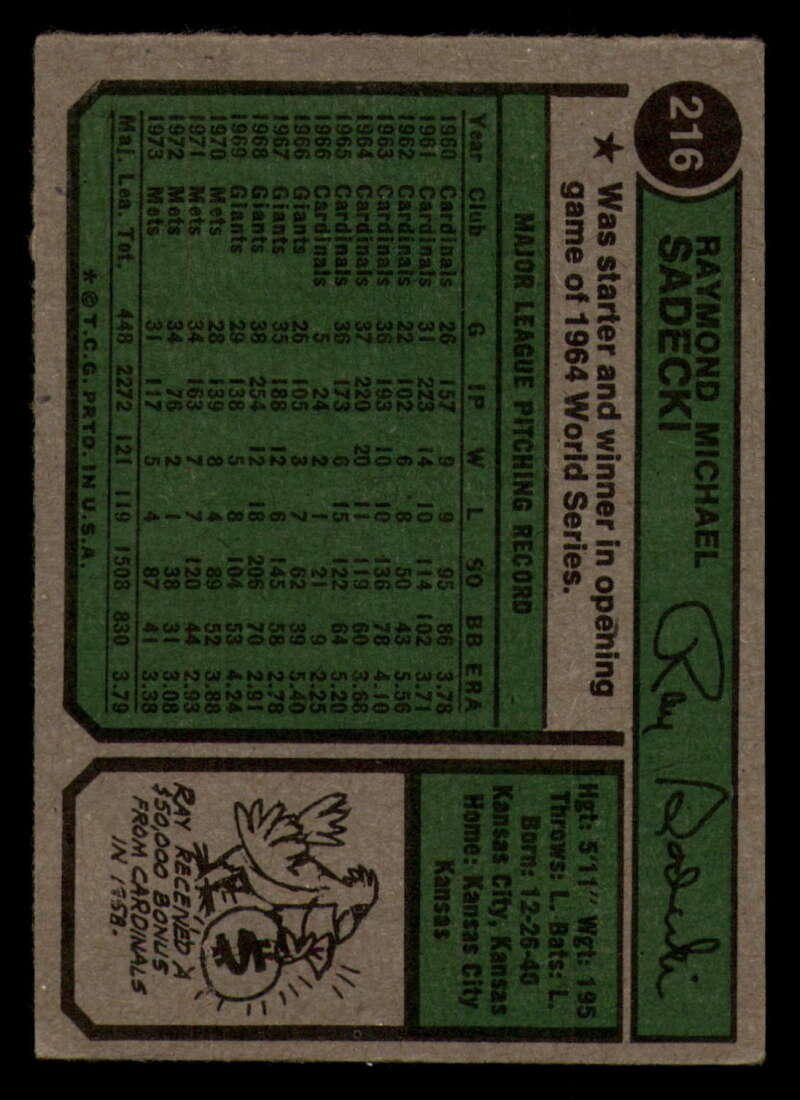 216
RAYMOND MICHAEL
SADECKI
Ray Sadecki
★ Was starter and winner in opening
game of 1964 World Series.
MAJOR LEAGUE PITCHING RECORD
Year Club G IP W L SO BB ERA
1960 Cardinals 26 157 9 9 95 86 3.78
1961 Cardinals 31 223 14 10 114 102 3.71
1962 Cardinals 22 102 6 8 50 43 5.56
1963 Cardinals 36 193 10 10 136 78 4.10
1964 Cardinals 37 220 20 11 119 60 3.68
1965 Cardinals 36 173 6 15 122 64 5.20
1966 Cardinals 5 24 2 1 21 9 2.25
1966 Giants 26 105 3 7 62 39 5.40
1967 Giants 35 188 12 6 145 58 2.78
1968 Giants 38 254 12 18 206 70 2.91
1969 Giants 29 138 5 8 104 53 4.24
1970 Mets 28 139 8 4 89 52 3.88
1971 Mets 34 163 7 7 120 44 2.93
1972 Mets 34 76 2 1 38 31 3.08
1973 Mets 31 117 5 4 87 41 3.38
Maj. Lea. Tot. 448 2272 121 119 1508 830 3.79
* © T.C.G. PRTD. IN U.S.A.
Hgt: 5'11" Wgt: 195
Throws: L. Bats: L.
Born: 12-26-40
Kansas City, Kansas
Home: Kansas City
Kansas
$
RAY RECEIVED A
$50,000 BONUS
FROM CARDINALS
IN 1958.